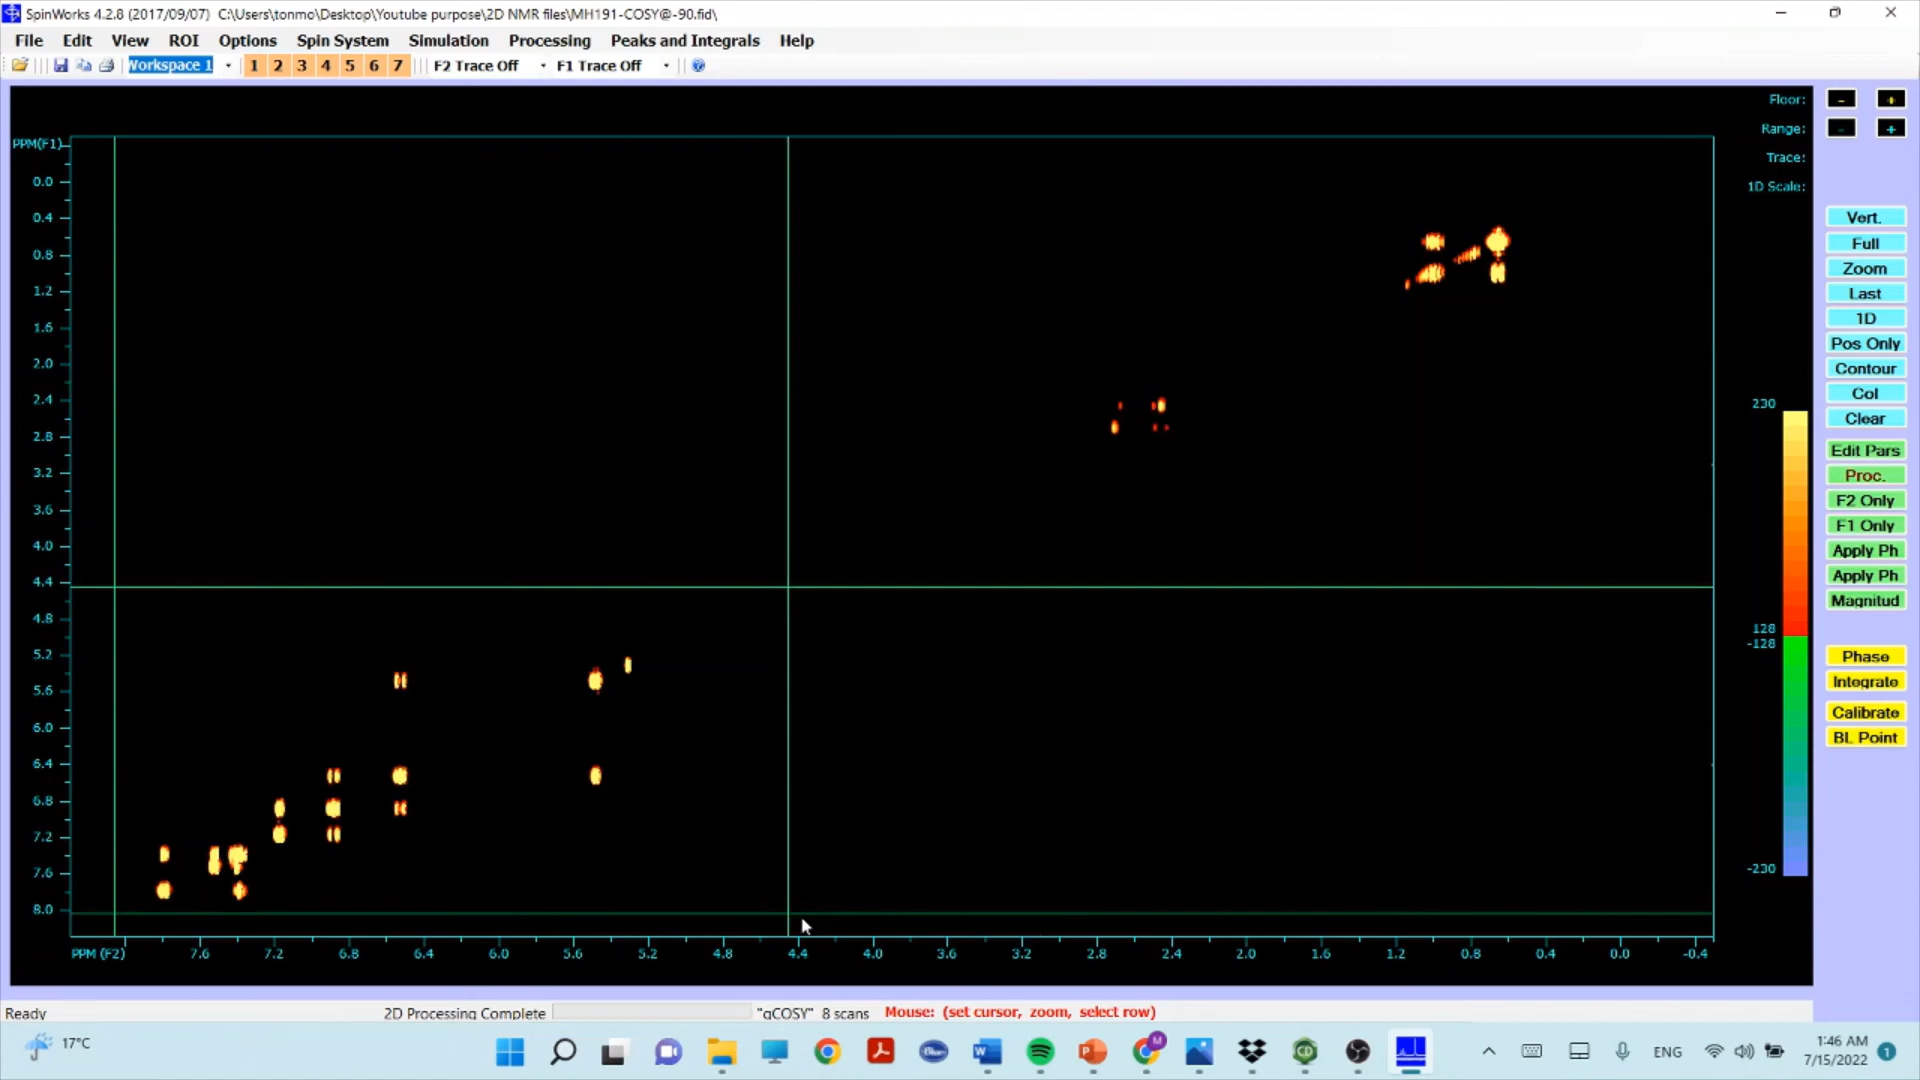 SpinWorks 4.2.8 (2017/09/07) C:\Users\tonmo\Desktop\Youtube purpose\2D NMR files\MH191-COSY@-90.fid\
File Edit View ROI Options Spin System Simulation Processing Peaks and Integrals Help
Workspace 1 1 2 3 4 5 6 7 F2 Trace Off F1 Trace Off
Floor: - +
Range: - +
Trace:
1D Scale:
PPM(F1)
0.0
0.4
0.8
1.2
1.6
2.0
2.4
2.8
3.2
3.6
4.0
4.4
4.8
5.2
5.6
6.0
6.4
6.8
7.2
7.6
8.0
PPM (F2) 7.6 7.2 6.8 6.4 6.0 5.6 5.2 4.8 4.4 4.0 3.6 3.2 2.8 2.4 2.0 1.6 1.2 0.8 0.4 0.0 -0.4
230
128
-128
-230
Vert.
Full
Zoom
Last
1D
Pos Only
Contour
Col
Clear
Edit Pars
Proc.
F2 Only
F1 Only
Apply Ph
Apply Ph
Magnitud
Phase
Integrate
Calibrate
BL Point
Ready 2D Processing Complete "gCOSY" 8 scans Mouse: (set cursor, zoom, select row)
17°C
M
CD
ENG
1:46 AM
7/15/2022
1